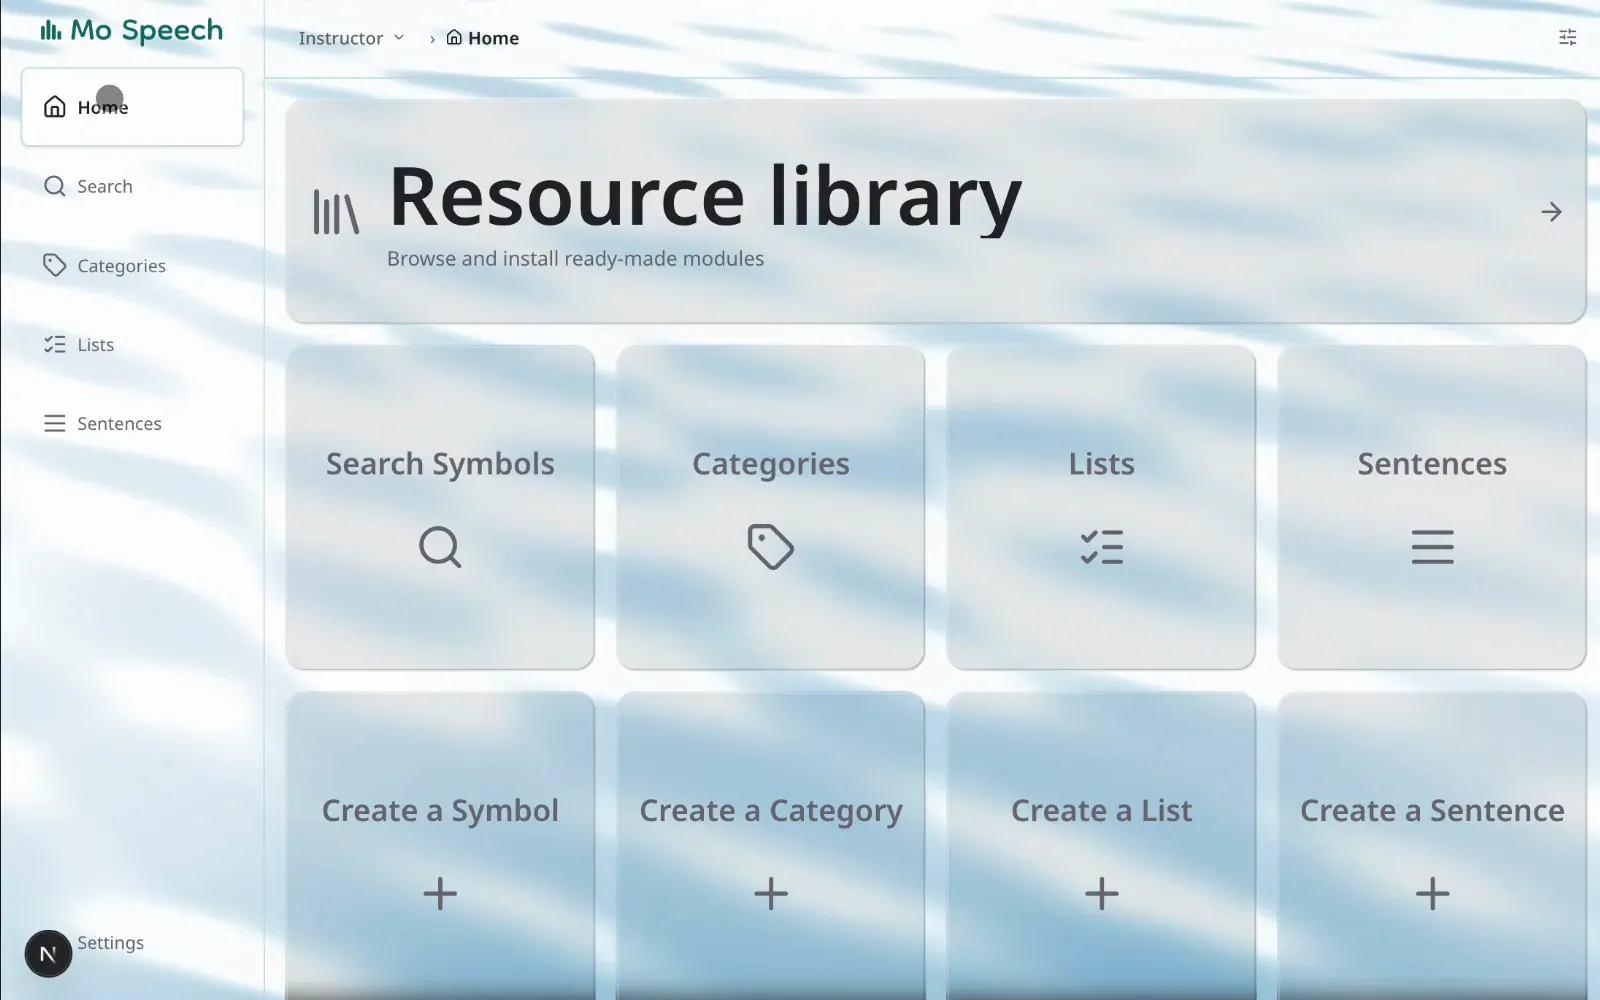 Mo Speech
Instructor › Home
Home
Search
Categories
Lists
Sentences
Settings
N
Resource library
Browse and install ready-made modules
Search Symbols
Categories
Lists
Sentences
Create a Symbol
Create a Category
Create a List
Create a Sentence